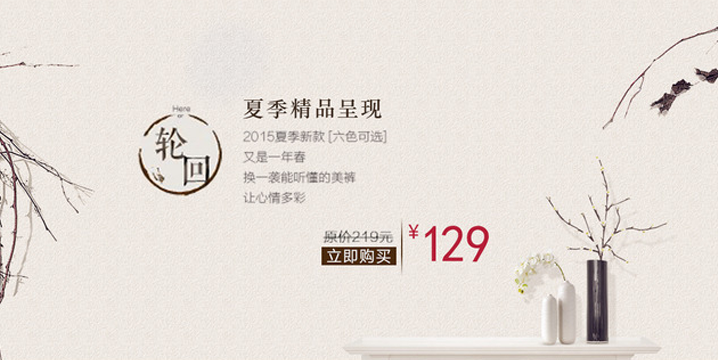 Here
轮
回
夏季精品呈现
2015夏季新款 [六色可选]
又是一年春
换一袭能听懂的美裤
让心情多彩
原价219元
立即购买
¥129